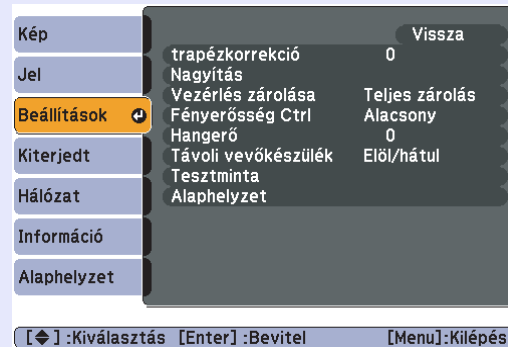 Kép
Jel
Beállítások
Kiterjedt
Hálózat
Információ
Alaphelyzet
Vissza
trapézkorrekció 0
Nagyítás
Vezérlés zárolása Teljes zárolás
Fényerősség Ctrl Alacsony
Hangerő 0
Távoli vevőkészülék Elöl/hátul
Tesztminta
Alaphelyzet
[◆] :Kiválasztás [Enter] :Bevitel [Menu]:Kilépés